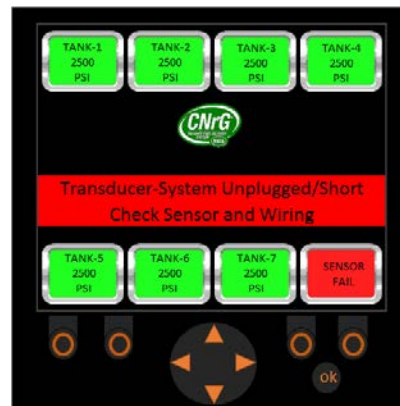 TANK-1
2500
PSI
TANK-2
2500
PSI
TANK-3
2500
PSI
TANK-4
2500
PSI
CNrG
Transducer-System Unplugged/Short
Check Sensor and Wiring
TANK-5
2500
PSI
TANK-6
2500
PSI
TANK-7
2500
PSI
SENSOR
FAIL
ok